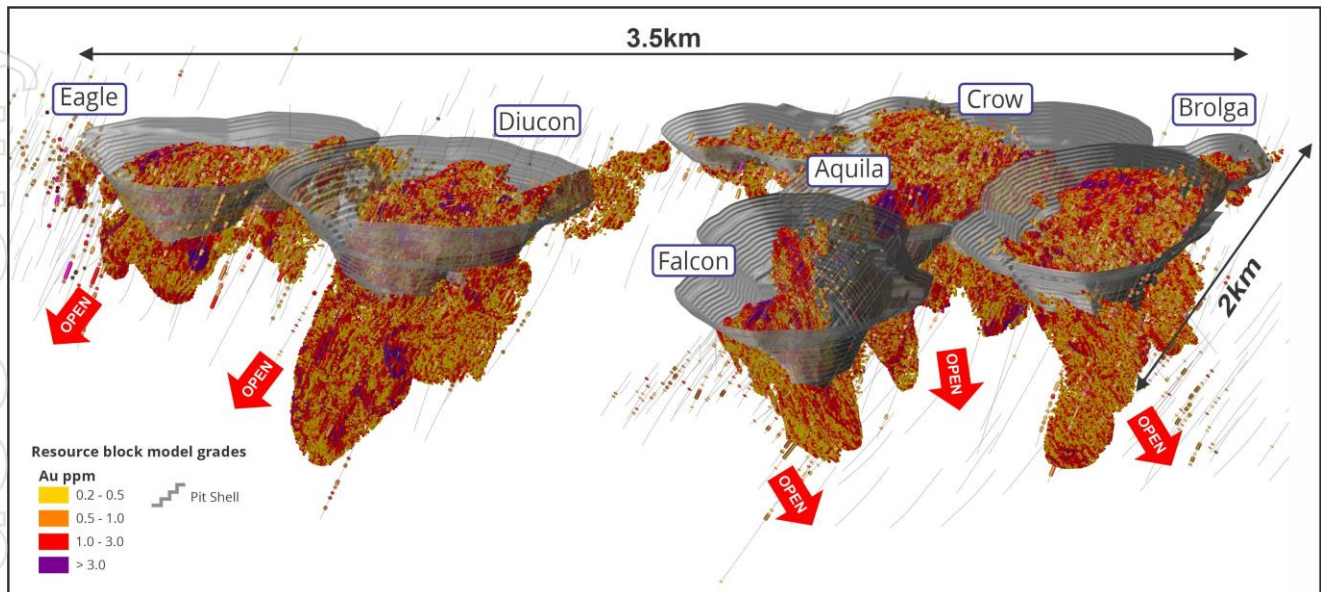 3.5km
Eagle
Diucon
Crow
Brolga
Aquila
Falcon
2km
OPEN
OPEN
OPEN
OPEN
OPEN
Resource block model grades
Au ppm
0.2 - 0.5
Pit Shell
0.5 - 1.0
1.0 - 3.0
> 3.0